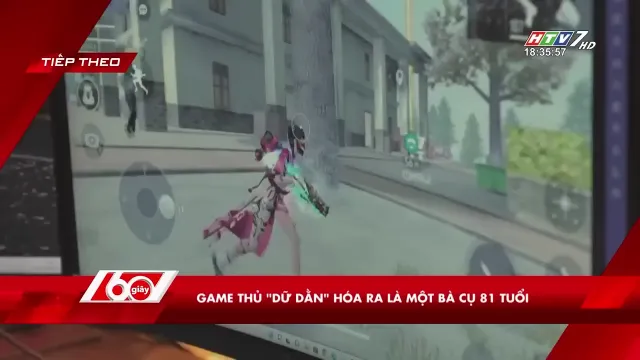 TIẾP THEO
HTV7 HD
18:35:57
60 giây
GAME THỦ "DỮ DẰN" HÓA RA LÀ MỘT BÀ CỤ 81 TUỔI